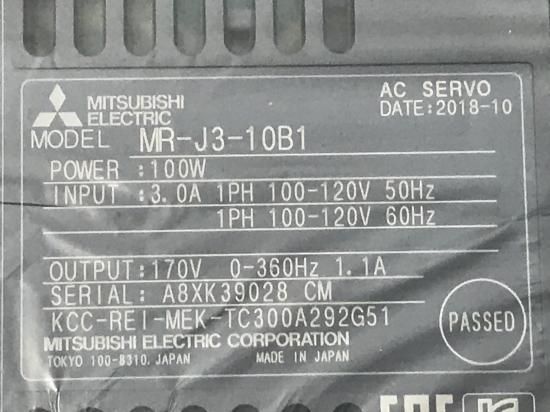 AC SERVO
DATE:2018-10
MITSUBISHI
ELECTRIC
MODEL MR-J3-10B1
POWER :100W
INPUT :3.0A 1PH 100-120V 50Hz
1PH 100-120V 60Hz
OUTPUT:170V 0-360Hz 1.1A
SERIAL: A8XK39028 CM
KCC-REI-MEK-TC300A292G51
PASSED
MITSUBISHI ELECTRIC CORPORATION
TOKYO 100-8310, JAPAN MADE IN JAPAN